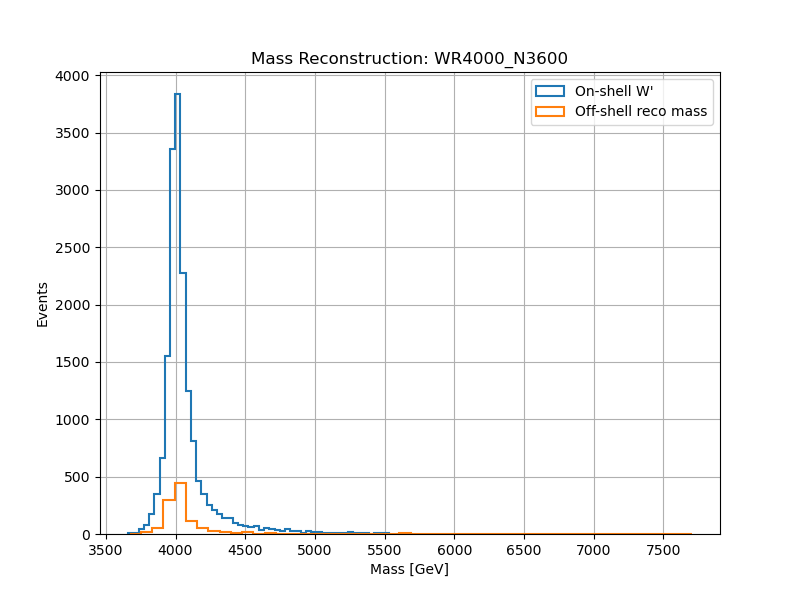 Mass Reconstruction: WR4000_N3600
On-shell W'
Off-shell reco mass
Events
4000
3500
3000
2500
2000
1500
1000
500
0
3500 4000 4500 5000 5500 6000 6500 7000 7500
Mass [GeV]